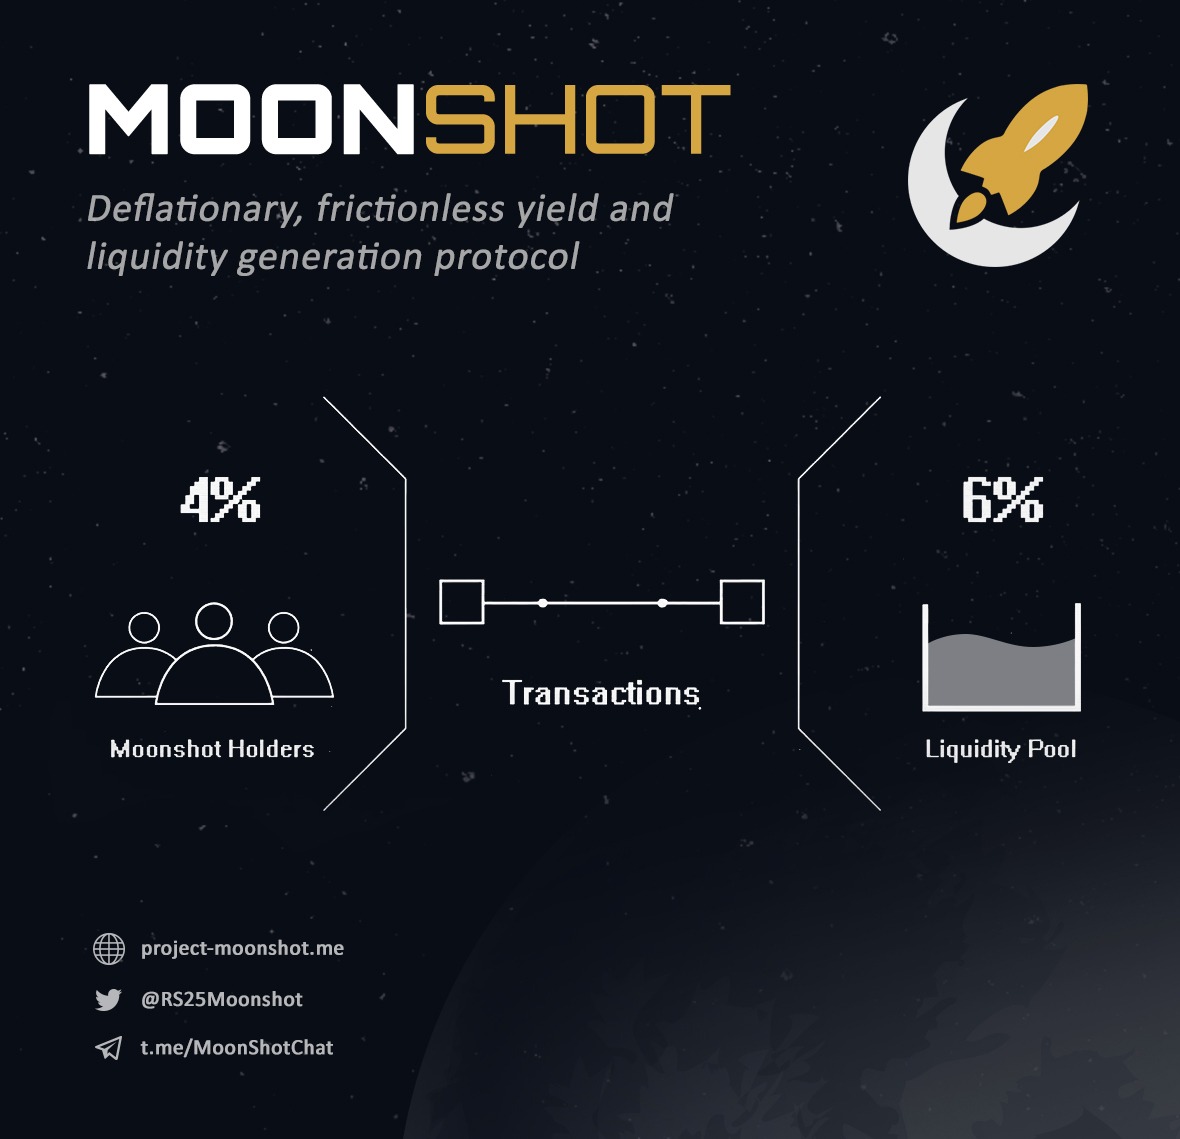 MOONSHOT
Deflationary, frictionless yield and
liquidity generation protocol
4%
6%
Transactions
Moonshot Holders
Liquidity Pool
project-moonshot.me
@RS25Moonshot
t.me/MoonShotChat